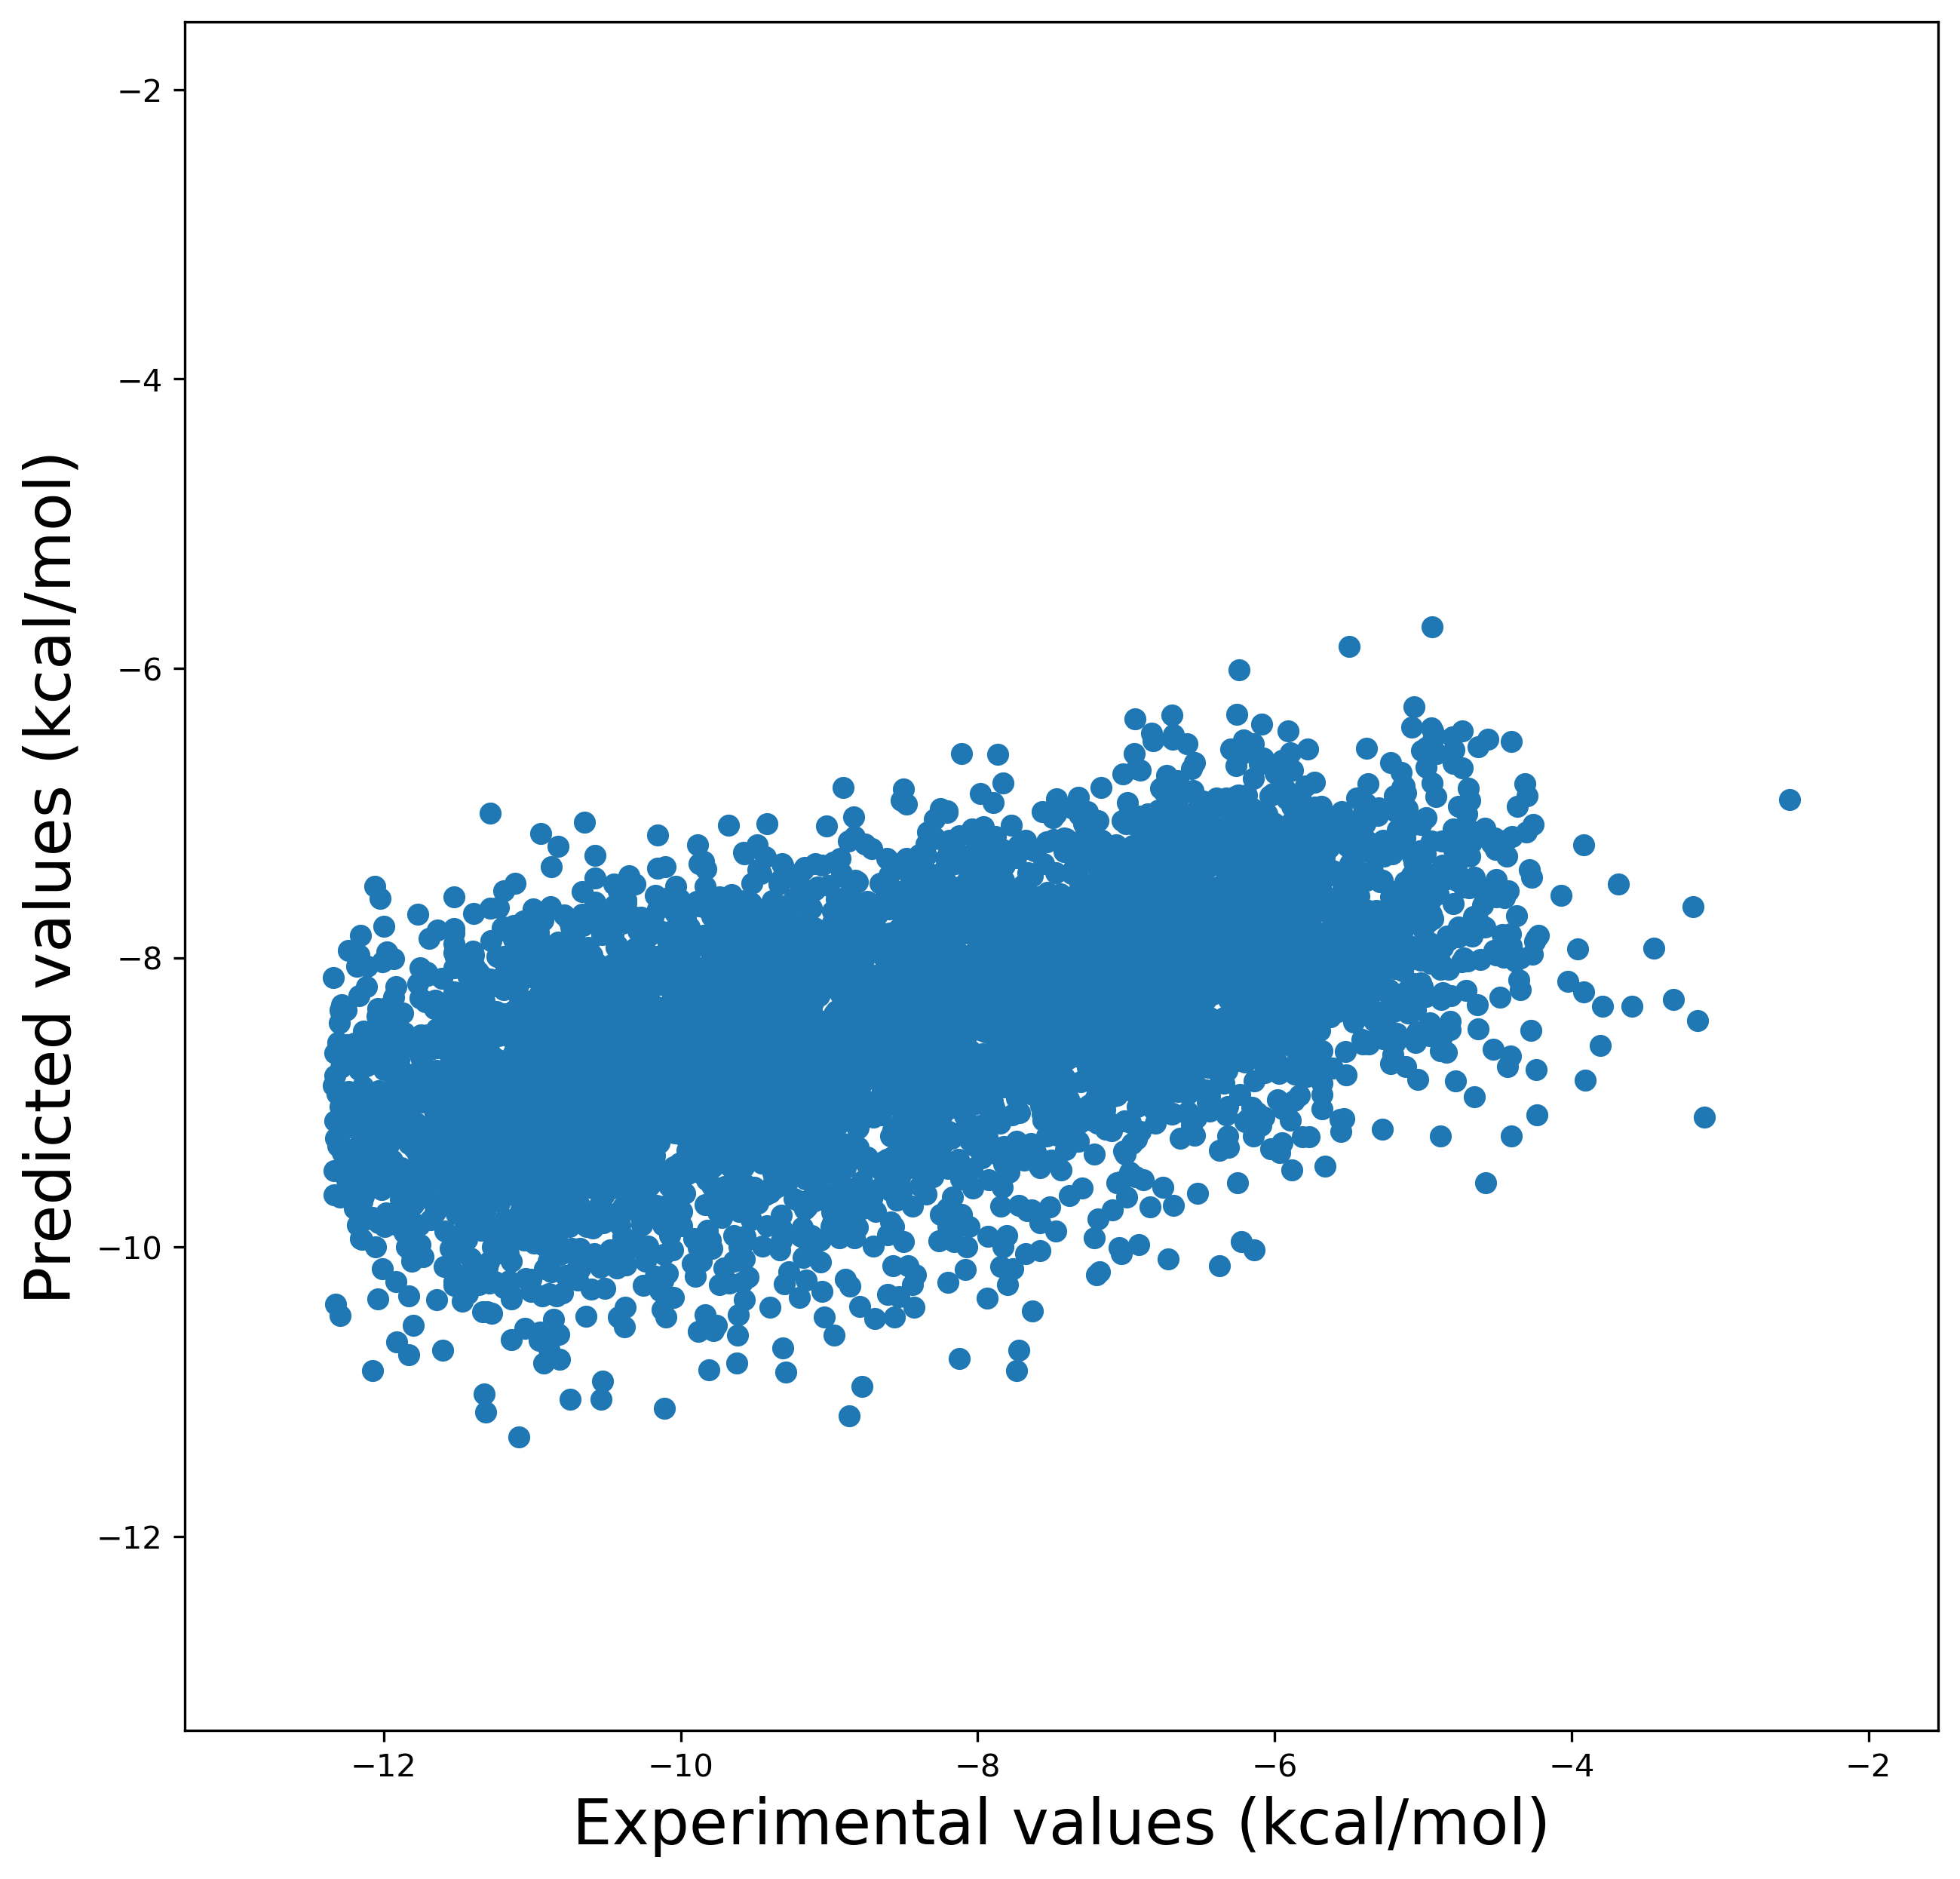 Predicted values (kcal/mol)
−2
−4
−6
−8
−10
−12
−12 −10 −8 −6 −4 −2
Experimental values (kcal/mol)